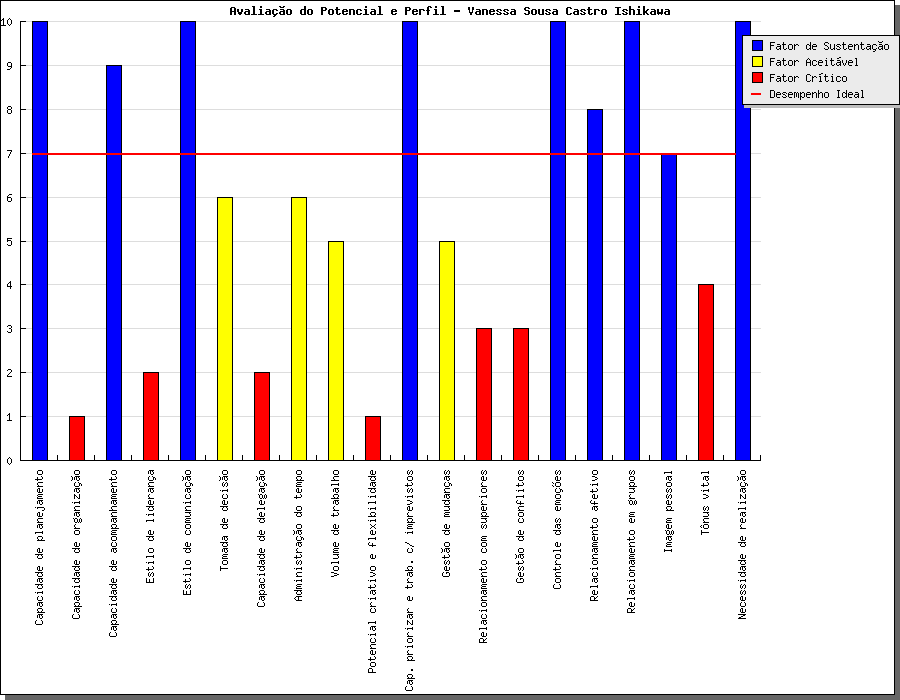 Avaliação do Potencial e Perfil - Vanessa Sousa Castro Ishikawa
Fator de Sustentação
Fator Aceitável
Fator Crítico
Desempenho Ideal
10
9
8
7
6
5
4
3
2
1
0
Capacidade de planejamento
Capacidade de organização
Capacidade de acompanhamento
Estilo de liderança
Estilo de comunicação
Tomada de decisão
Capacidade de delegação
Administração do tempo
Volume de trabalho
Potencial criativo e flexibilidade
Cap. priorizar e trab. c/ imprevistos
Gestão de mudanças
Relacionamento com superiores
Gestão de conflitos
Controle das emoções
Relacionamento afetivo
Relacionamento em grupos
Imagem pessoal
Tônus vital
Necessidade de realização